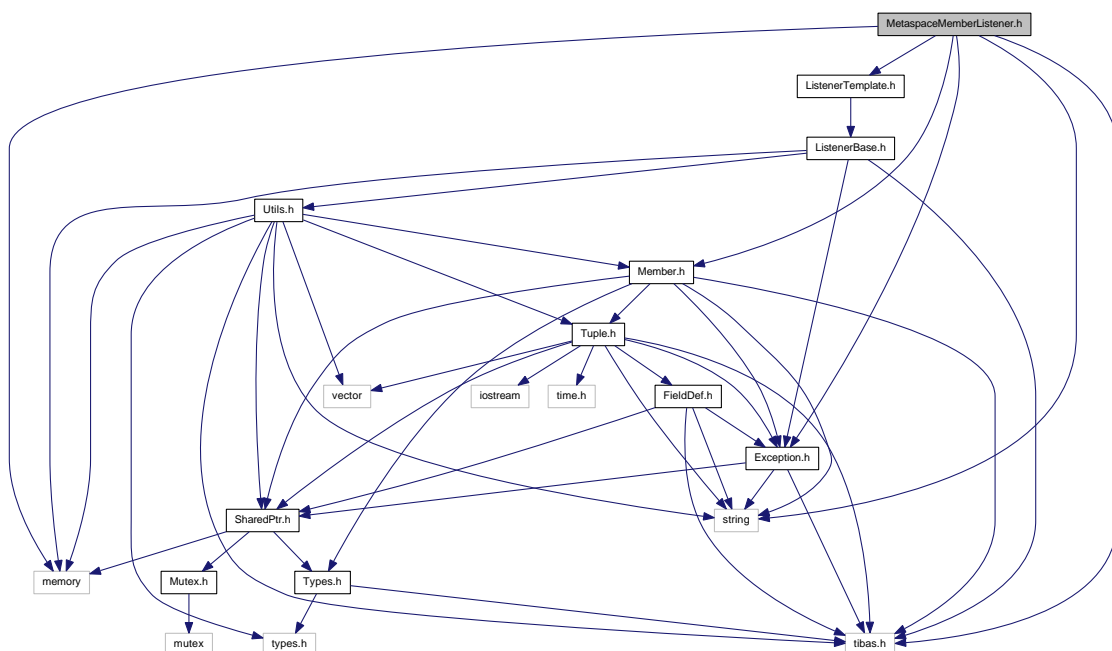 MetaspaceMemberListener.h
ListenerTemplate.h
ListenerBase.h
Utils.h
Member.h
Tuple.h
vector
iostream
time.h
FieldDef.h
Exception.h
SharedPtr.h
string
memory
Mutex.h
Types.h
mutex
types.h
tibas.h